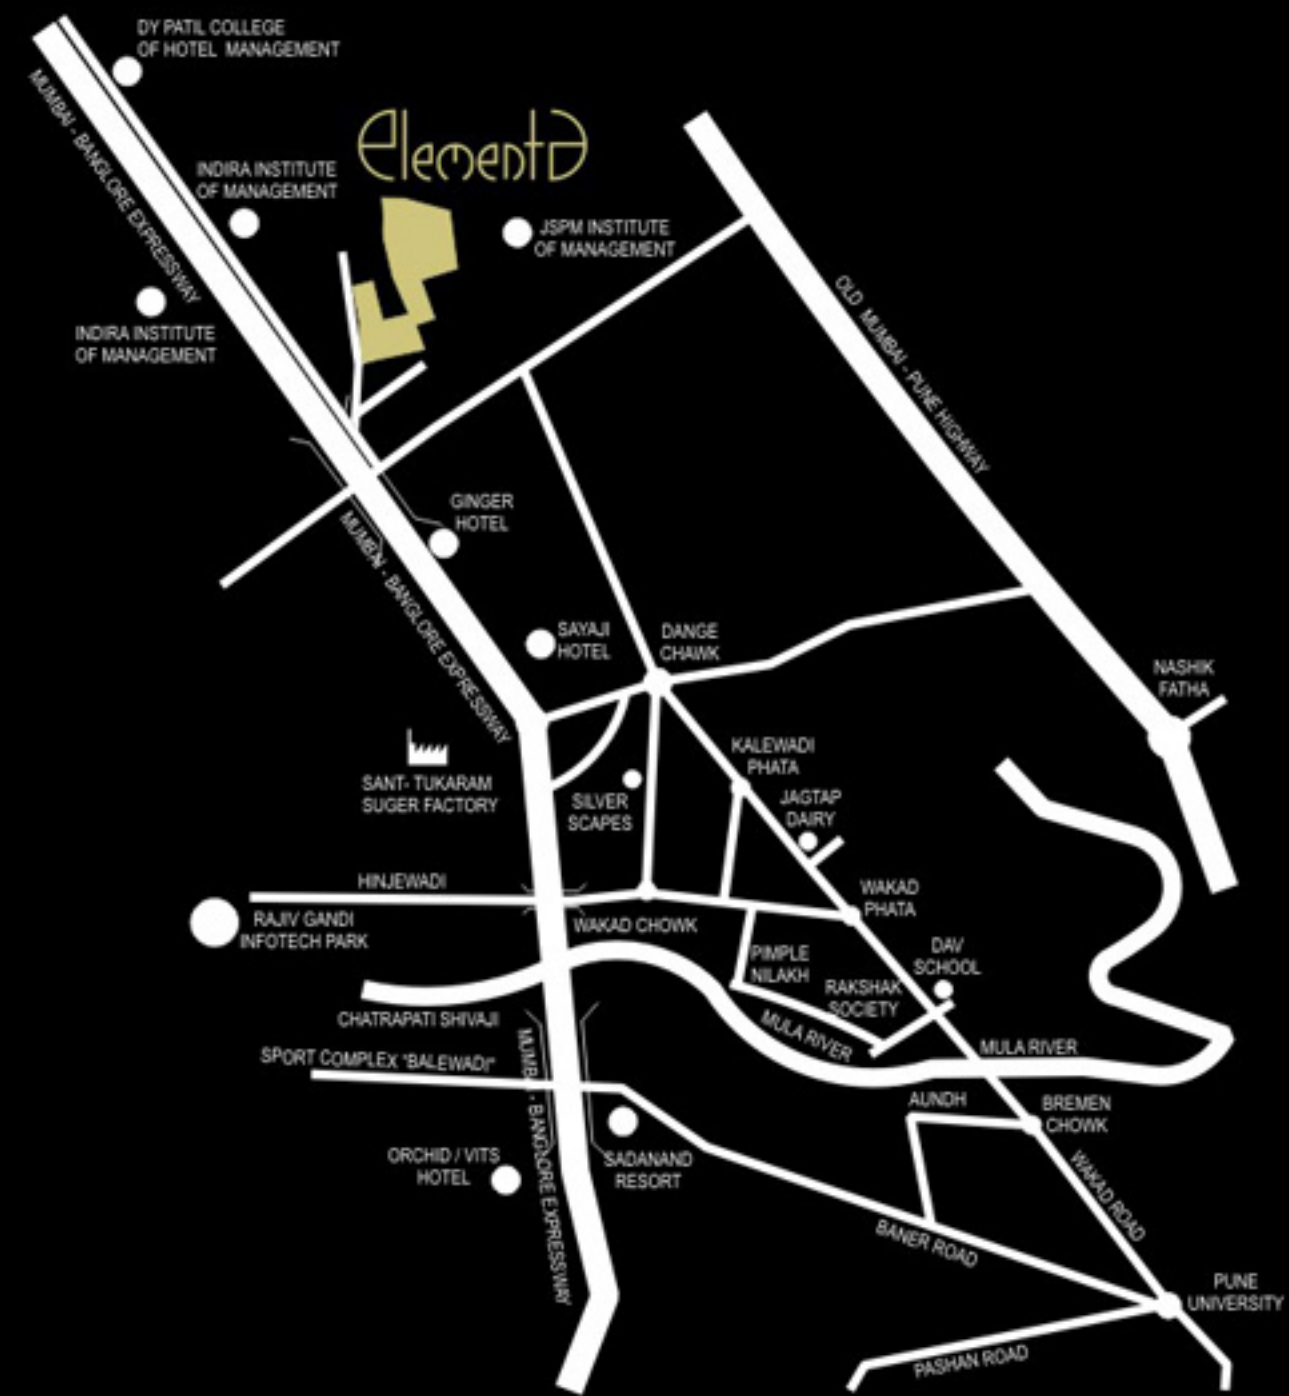 DY PATIL COLLEGE
OF HOTEL MANAGEMENT
MUMBAI - BANGLORE EXPRESSWAY
elementa
INDIRA INSTITUTE
OF MANAGEMENT
JSPM INSTITUTE
OF MANAGEMENT
INDIRA INSTITUTE
OF MANAGEMENT
OLD MUMBAI - PUNE HIGHWAY
GINGER
HOTEL
MUMBAI - BANGLORE EXPRESSWAY
SAYAJI
HOTEL
DANGE
CHAWK
NASHIK
FATHA
KALEWADI
PHATA
SANT- TUKARAM
SUGER FACTORY
SILVER
SCAPES
JAGTAP
DAIRY
HINJEWADI
WAKAD
PHATA
RAJIV GANDI
INFOTECH PARK
WAKAD CHOWK
PIMPLE
NILAKH
DAV
SCHOOL
RAKSHAK
SOCIETY
CHATRAPATI SHIVAJI
MULA RIVER
MULA RIVER
SPORT COMPLEX "BALEWADI"
MUMBAI - BANGLORE EXPRESSWAY
AUNDH
BREMEN
CHOWK
ORCHID / VITS
HOTEL
SADANAND
RESORT
WAKAD ROAD
BANER ROAD
PUNE
UNIVERSITY
PASHAN ROAD